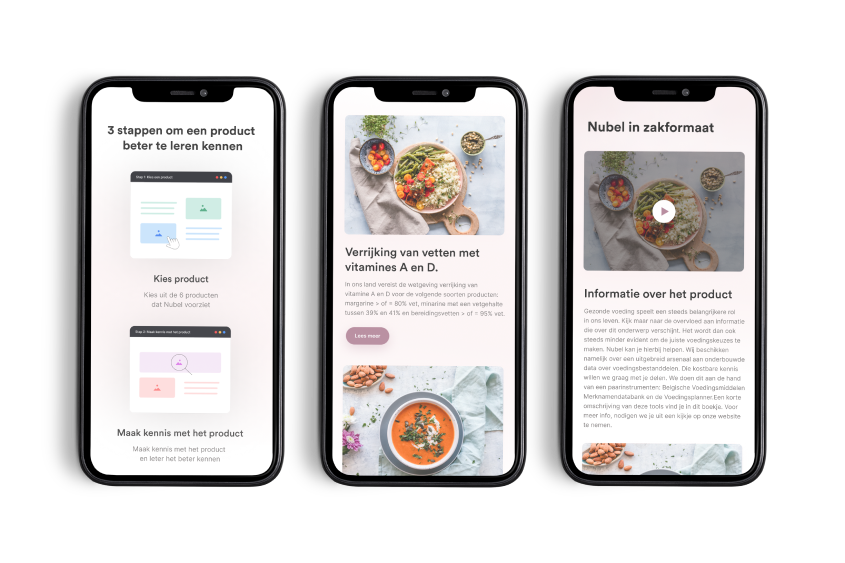 3 stappen om een product
beter te leren kennen
Step 1: Kies een product
Kies product
Kies uit de 6 producten
dat Nubel voorziet
Step 2: Maak kennis met het product
Maak kennis met het product
Maak kennis met het product
en leter het beter kennen
Verrijking van vetten met
vitamines A en D.
In ons land vereist de wetgeving verrijking van
vitamine A en D voor de volgende soorten producten:
margarine > of = 80% vet, minarine met een vetgehalte
tussen 39% en 41% en bereidingsvetten > of = 95% vet.
Lees meer
Nubel in zakformaat
Informatie over het product
Gezonde voeding speelt een steeds belangrijkere rol
in ons leven. Kijk maar naar de overvloed aan informatie
die over dit onderwerp verschijnt. Het wordt dan ook
steeds minder evident om de juiste voedingskeuzes te
maken. Nubel kan je hierbij helpen. Wij beschikken
namelijk over een uitgebreid arsenaal aan onderbouwde
data over voedingsbestanddelen. Die kostbare kennis
willen we graag met je delen. We doen dit aan de hand
van een paarinstrumenten: Belgische Voedingsmiddelen
Merknamendatabank en de Voedingsplanner.Een korte
omschrijving van deze tools vind je in dit boekje. Voor
meer info, nodigen we je uit een kijkje op onze website
te nemen.